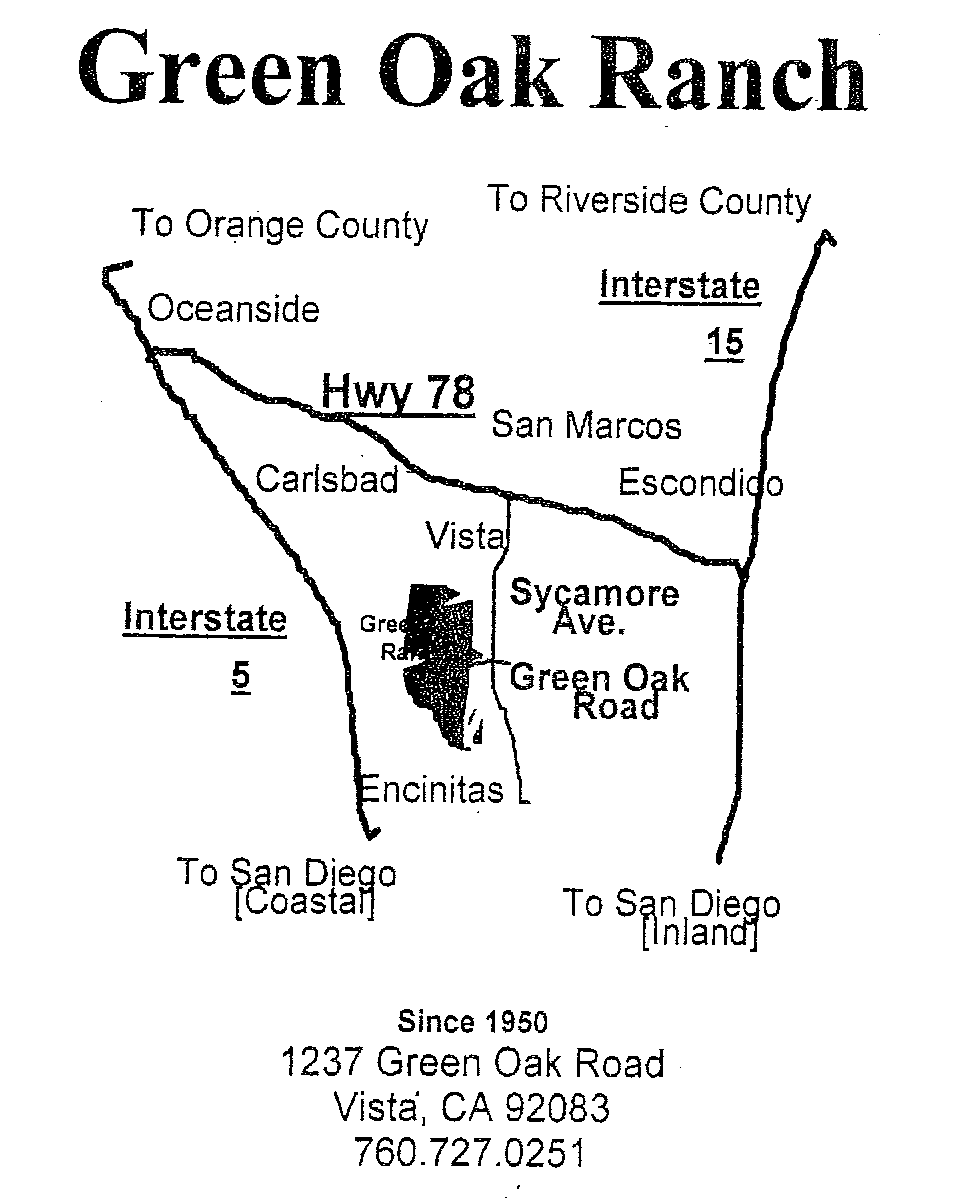 Green Oak Ranch
To Riverside County
To Orange County
Interstate
15
Oceanside
Hwy 78
San Marcos
Carlsbad
Escondido
Vista
Sycamore
Ave.
Interstate
5
Green Oak
Road
Encinitas
To San Diego
[Coastal]
To San Diego
[Inland]
Since 1950
1237 Green Oak Road
Vista, CA 92083
760.727.0251